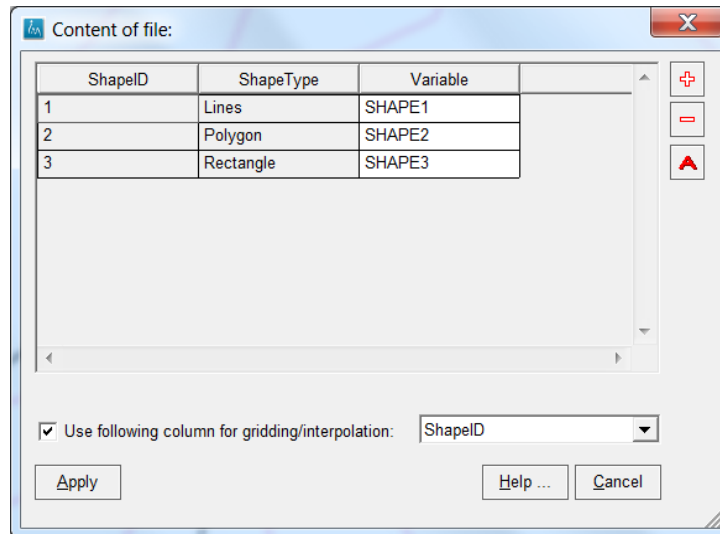 Content of file:
ShapeID ShapeType Variable
1 Lines SHAPE1
2 Polygon SHAPE2
3 Rectangle SHAPE3
Use following column for gridding/interpolation: ShapeID
Apply Help ... Cancel